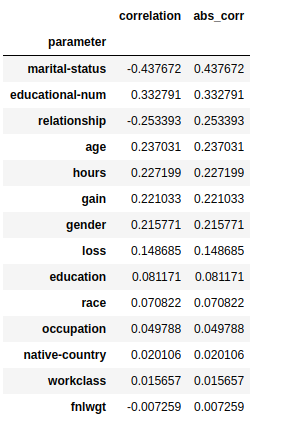 correlation abs_corr
parameter
marital-status -0.437672 0.437672
educational-num 0.332791 0.332791
relationship -0.253393 0.253393
age 0.237031 0.237031
hours 0.227199 0.227199
gain 0.221033 0.221033
gender 0.215771 0.215771
loss 0.148685 0.148685
education 0.081171 0.081171
race 0.070822 0.070822
occupation 0.049788 0.049788
native-country 0.020106 0.020106
workclass 0.015657 0.015657
fnlwgt -0.007259 0.007259